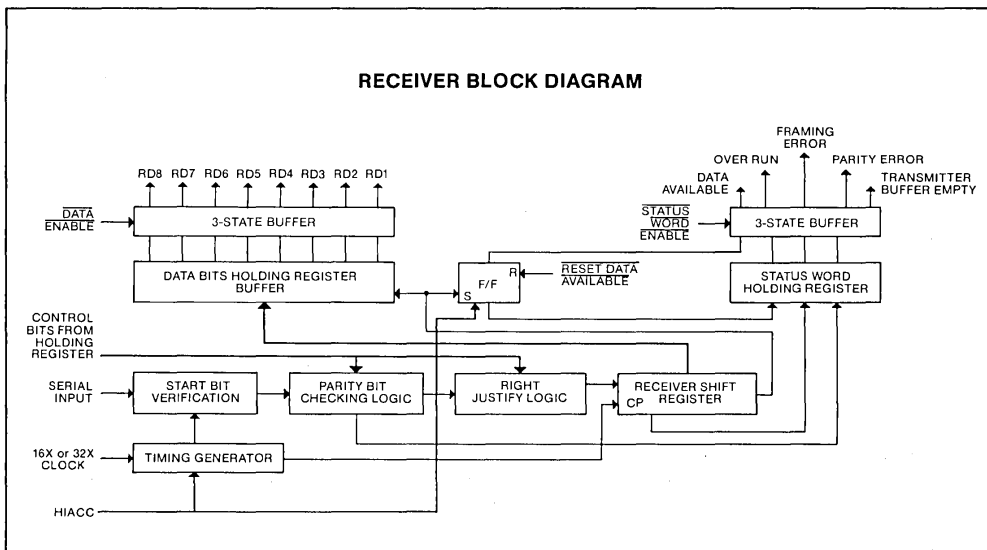 RECEIVER BLOCK DIAGRAM
FRAMING
ERROR
OVER RUN
PARITY ERROR
DATA
AVAILABLE
TRANSMITTER
BUFFER EMPTY
RD8 RD7 RD6 RD5 RD4 RD3 RD2 RD1
DATA
ENABLE
3-STATE BUFFER
STATUS
WORD
ENABLE
3-STATE BUFFER
DATA BITS HOLDING REGISTER
BUFFER
F/F
R
S
RESET DATA
AVAILABLE
STATUS WORD
HOLDING REGISTER
CONTROL
BITS FROM
HOLDING
REGISTER
SERIAL
INPUT
START BIT
VERIFICATION
PARITY BIT
CHECKING LOGIC
RIGHT
JUSTIFY LOGIC
RECEIVER SHIFT
REGISTER
CP
16X or 32X
CLOCK
TIMING GENERATOR
HIACC